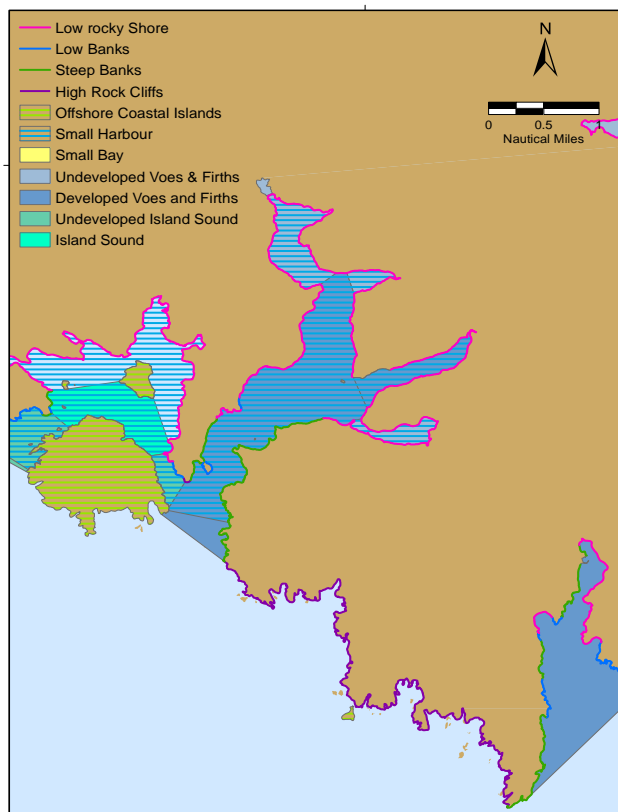 Low rocky Shore
Low Banks
Steep Banks
High Rock Cliffs
Offshore Coastal Islands
Small Harbour
Small Bay
Undeveloped Voes & Firths
Developed Voes and Firths
Undeveloped Island Sound
Island Sound
N
0 0.5 1
Nautical Miles